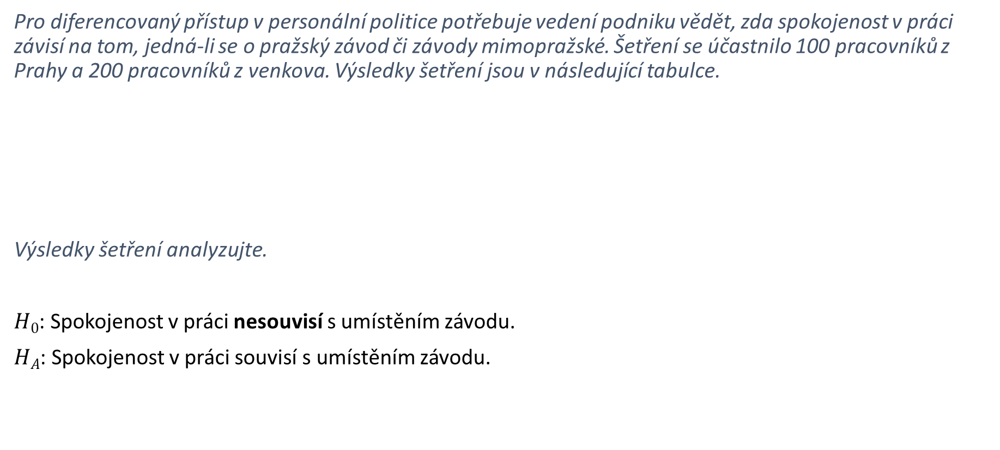 Pro diferencovaný přístup v personální politice potřebuje vedení podniku vědět, zda spokojenost v práci
závisí na tom, jedná-li se o pražský závod či závody mimopražské. Šetření se účastnilo 100 pracovníků z
Prahy a 200 pracovníků z venkova. Výsledky šetření jsou v následující tabulce.
Výsledky šetření analyzujte.
H₀: Spokojenost v práci nesouvisí s umístěním závodu.
H_A: Spokojenost v práci souvisí s umístěním závodu.